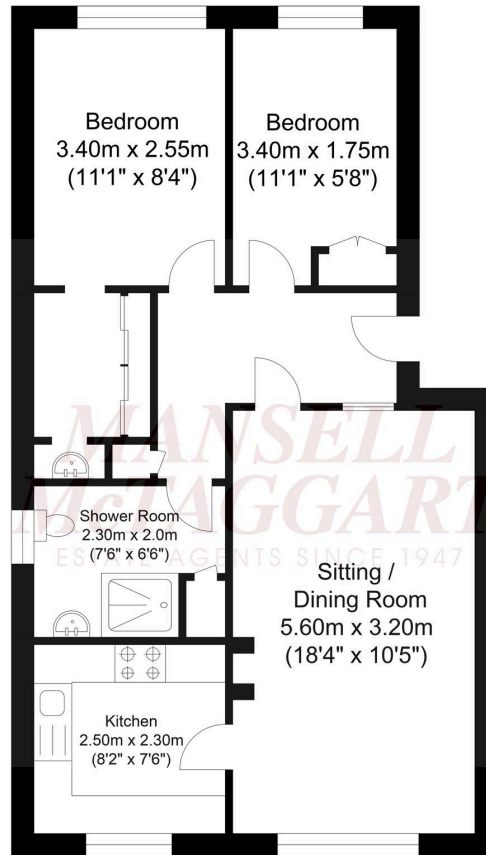 Bedroom
3.40m x 2.55m
(11'1" x 8'4")
Bedroom
3.40m x 1.75m
(11'1" x 5'8")
MANSELL
McTAGGART
ESTATE AGENTS SINCE 1947
Shower Room
2.30m x 2.0m
(7'6" x 6'6")
Sitting /
Dining Room
5.60m x 3.20m
(18'4" x 10'5")
Kitchen
2.50m x 2.30m
(8'2" x 7'6")